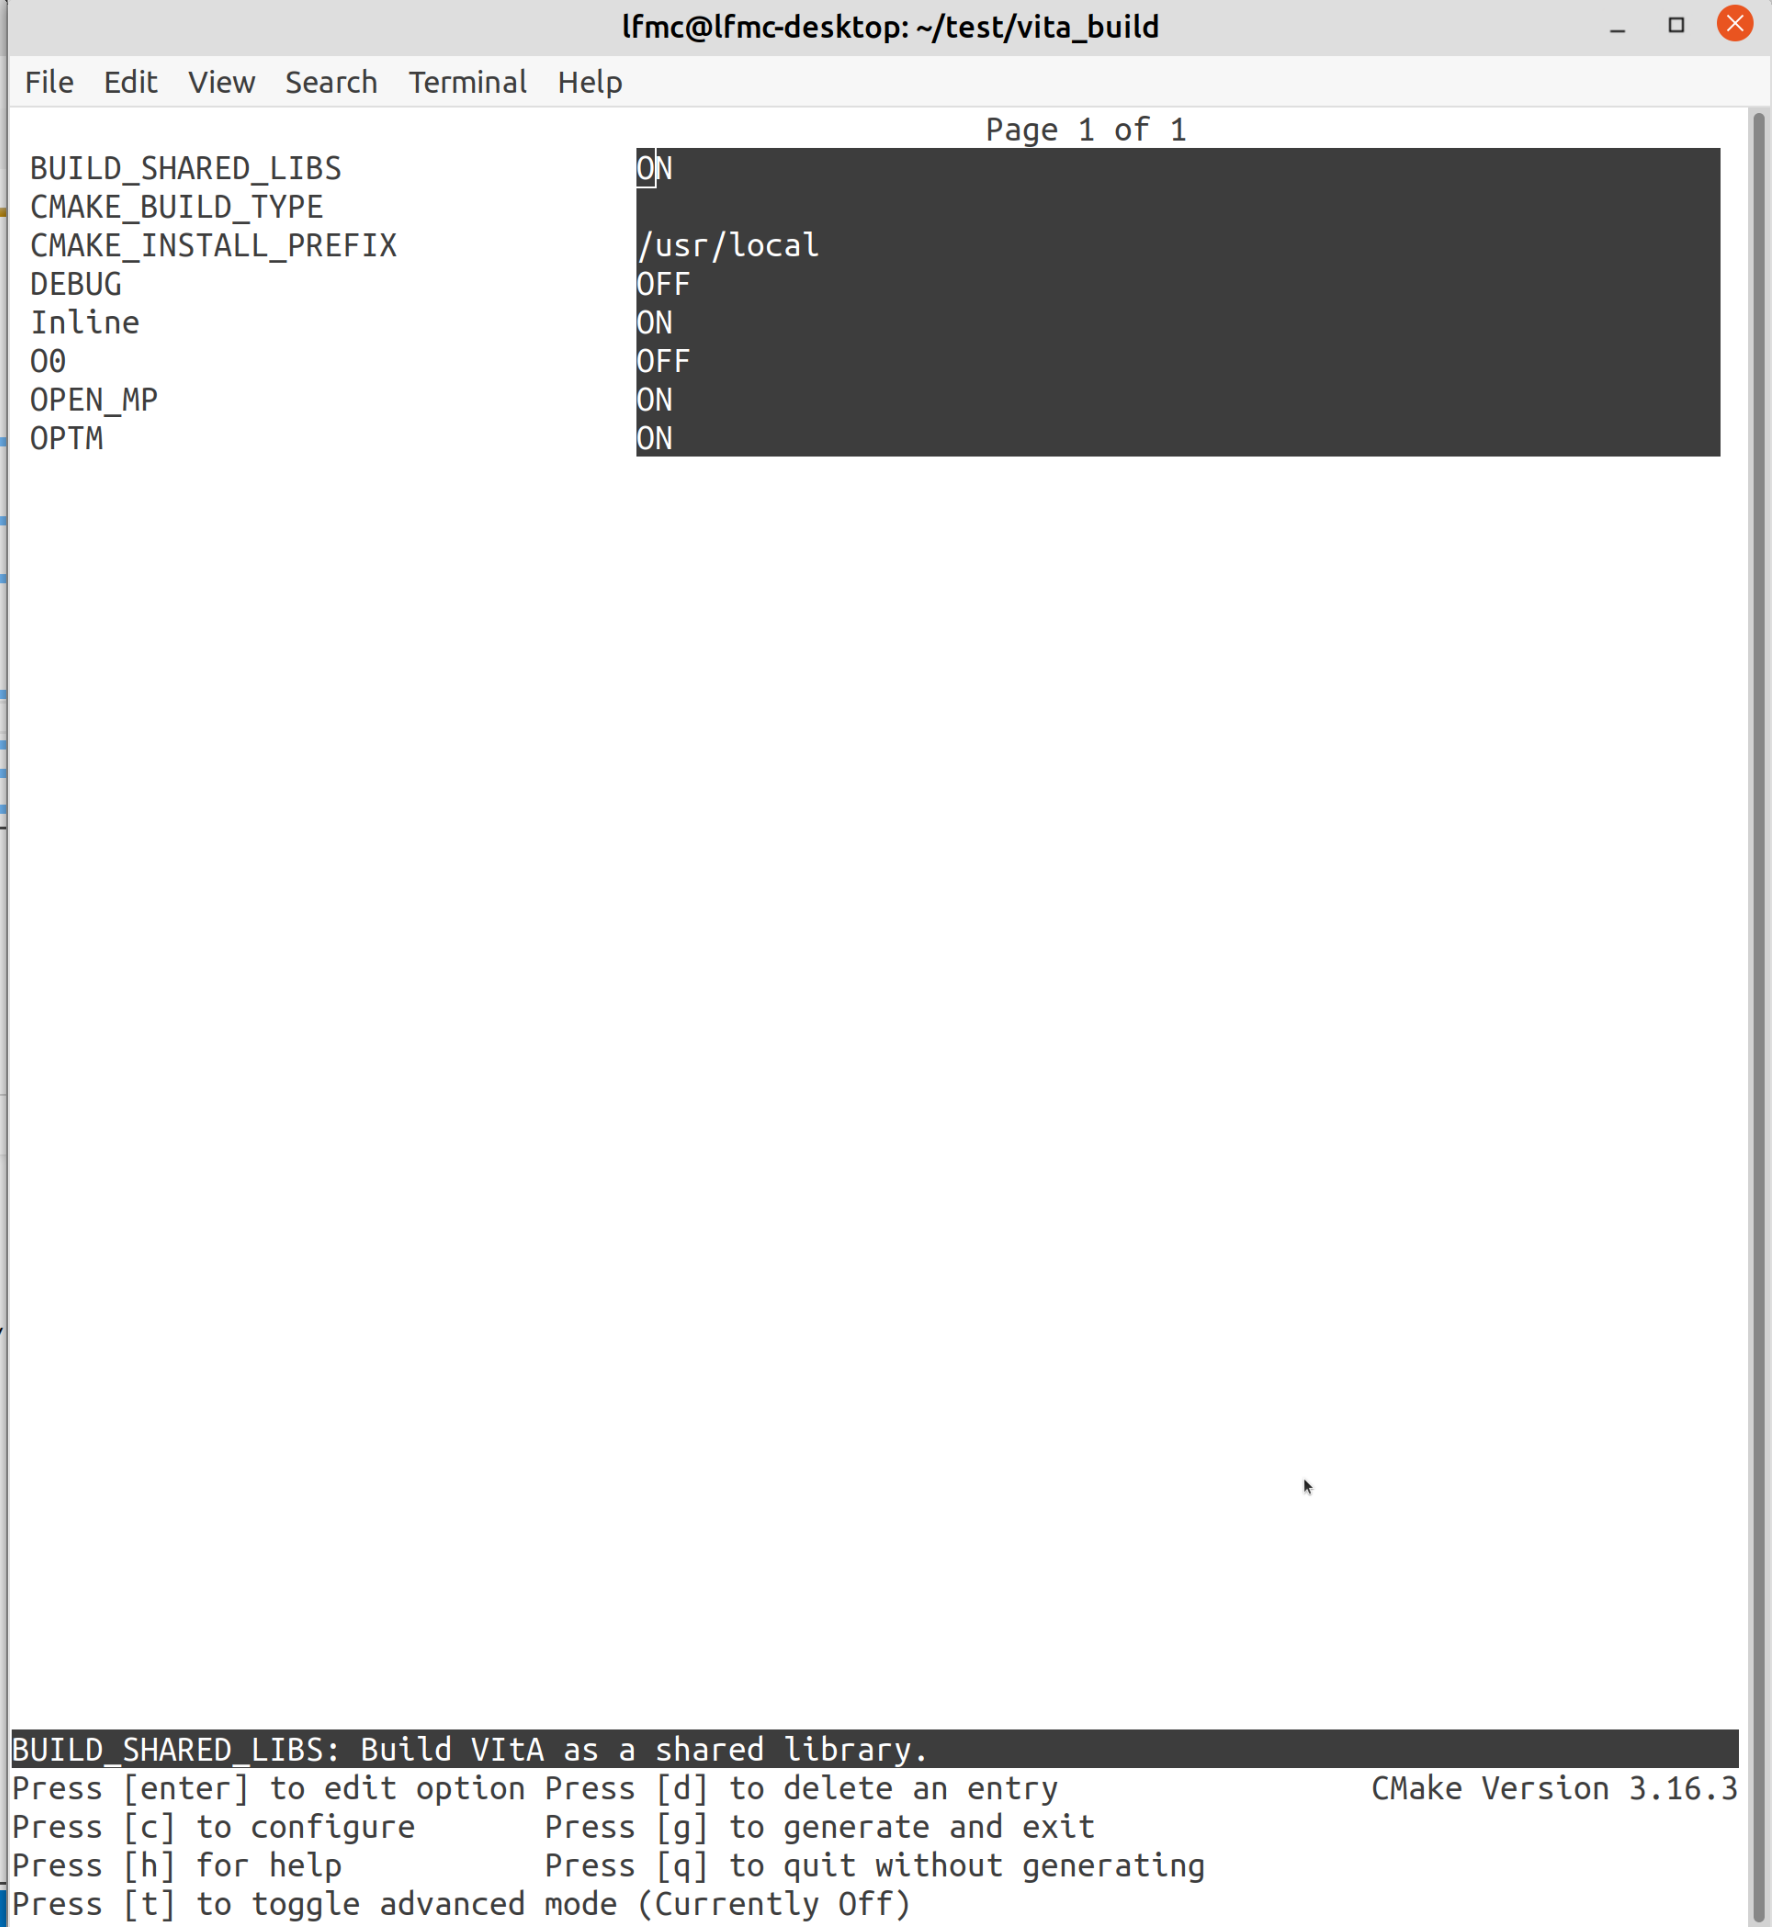 lfmc@lfmc-desktop: ~/test/vita_build
File Edit View Search Terminal Help
Page 1 of 1
BUILD_SHARED_LIBS ON
CMAKE_BUILD_TYPE
CMAKE_INSTALL_PREFIX /usr/local
DEBUG OFF
Inline ON
O0 OFF
OPEN_MP ON
OPTM ON
BUILD_SHARED_LIBS: Build VItA as a shared library.
Press [enter] to edit option Press [d] to delete an entry CMake Version 3.16.3
Press [c] to configure Press [g] to generate and exit
Press [h] for help Press [q] to quit without generating
Press [t] to toggle advanced mode (Currently Off)